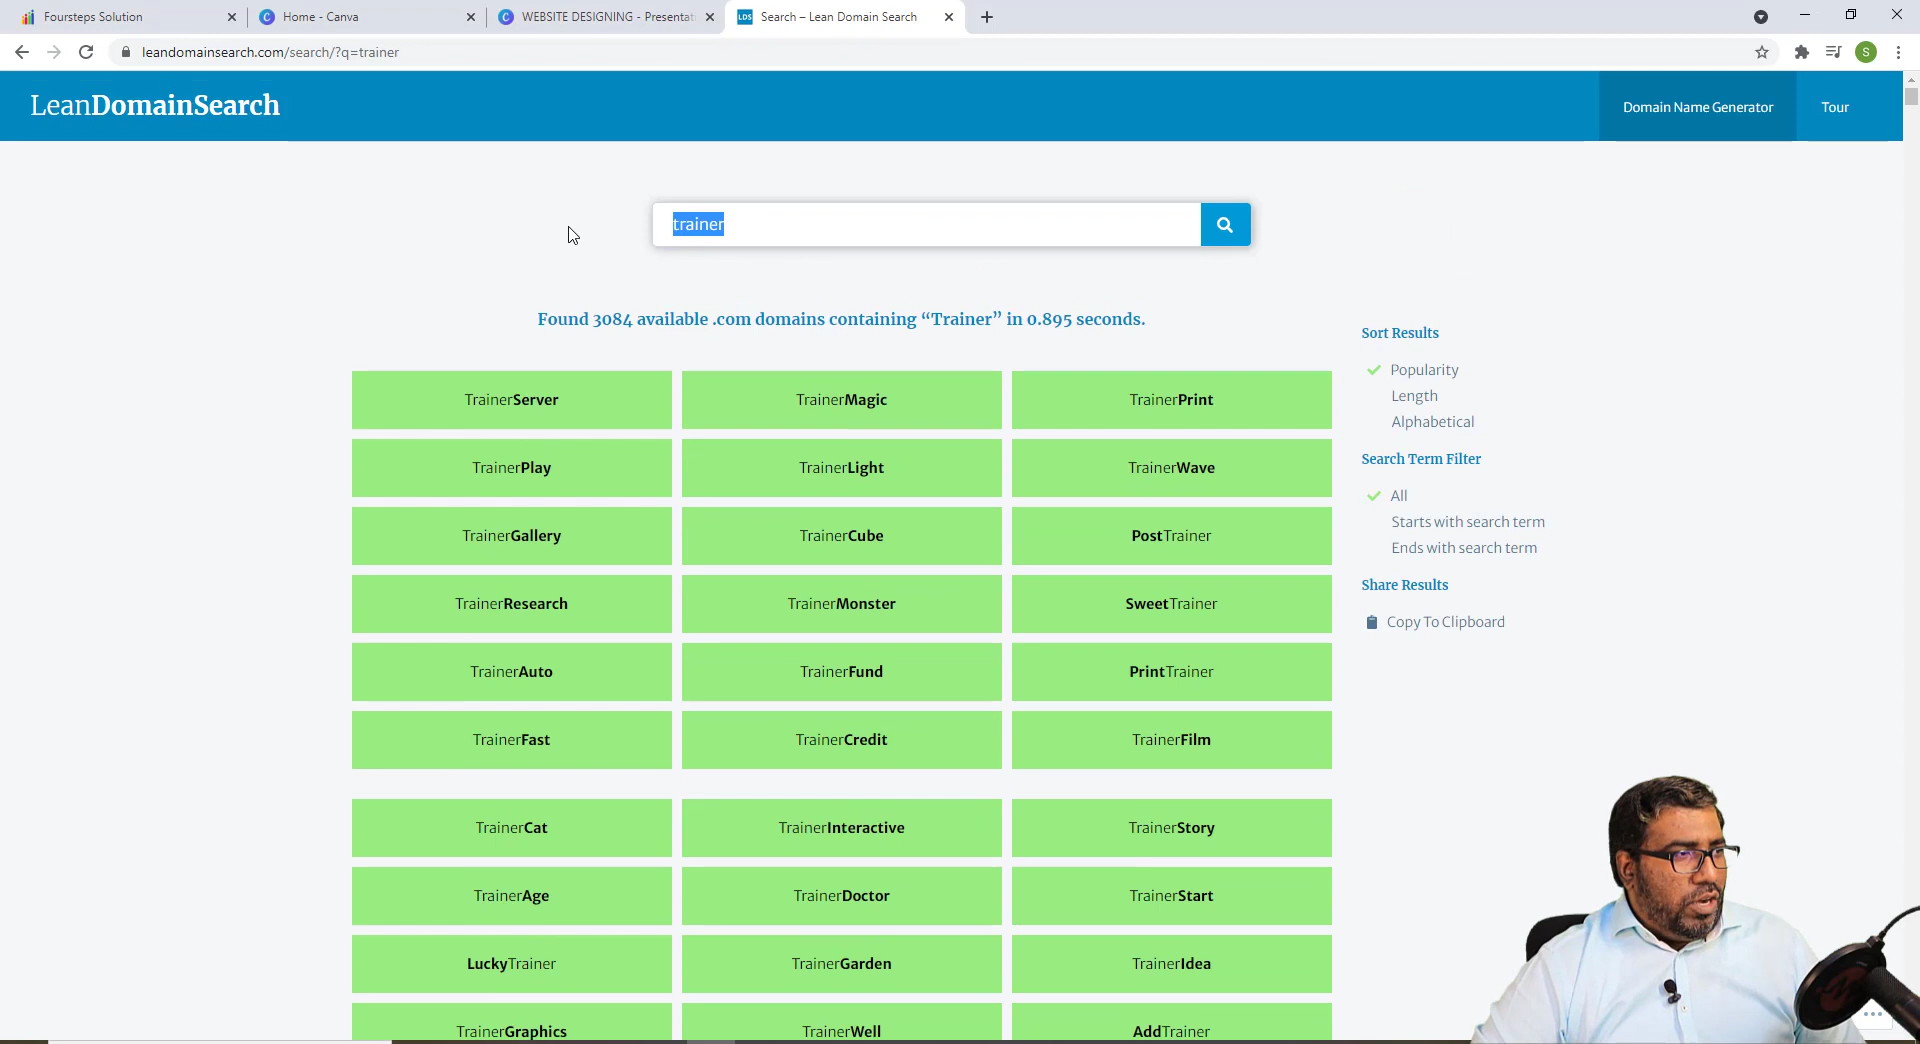 Foursteps Solution
Home - Canva
WEBSITE DESIGNING - Presentat
LDS
Search – Lean Domain Search
leandomainsearch.com/search/?q=trainer
S
LeanDomainSearch
Domain Name Generator
Tour
trainer
Found 3084 available .com domains containing “Trainer” in 0.895 seconds.
Sort Results
Popularity
Length
Alphabetical
Search Term Filter
All
Starts with search term
Ends with search term
Share Results
Copy To Clipboard
TrainerServer
TrainerMagic
TrainerPrint
TrainerPlay
TrainerLight
TrainerWave
TrainerGallery
TrainerCube
PostTrainer
TrainerResearch
TrainerMonster
SweetTrainer
TrainerAuto
TrainerFund
PrintTrainer
TrainerFast
TrainerCredit
TrainerFilm
TrainerCat
TrainerInteractive
TrainerStory
TrainerAge
TrainerDoctor
TrainerStart
LuckyTrainer
TrainerGarden
TrainerIdea
TrainerGraphics
TrainerWell
AddTrainer